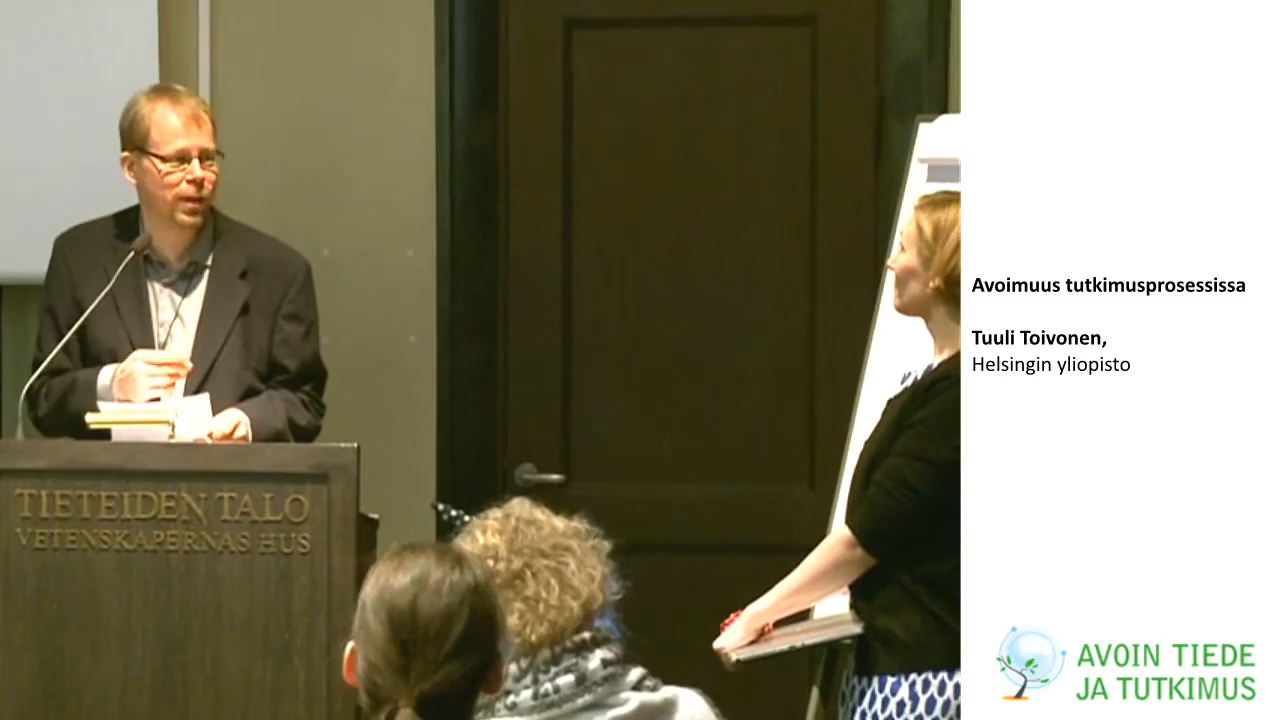 TIETEIDEN TALO
VETENSKAPERNAS HUS
Avoimuus tutkimusprosessissa
Tuuli Toivonen,
Helsingin yliopisto
AVOIN TIEDE
JA TUTKIMUS